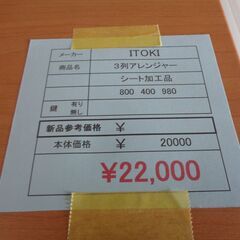 メーカー ITOKI
商品名 3列アレンジャー
シート加工品
800 400 980
鍵 有り
無し
新品参考価格 ¥
本体価格 ¥ 20000
¥22,000